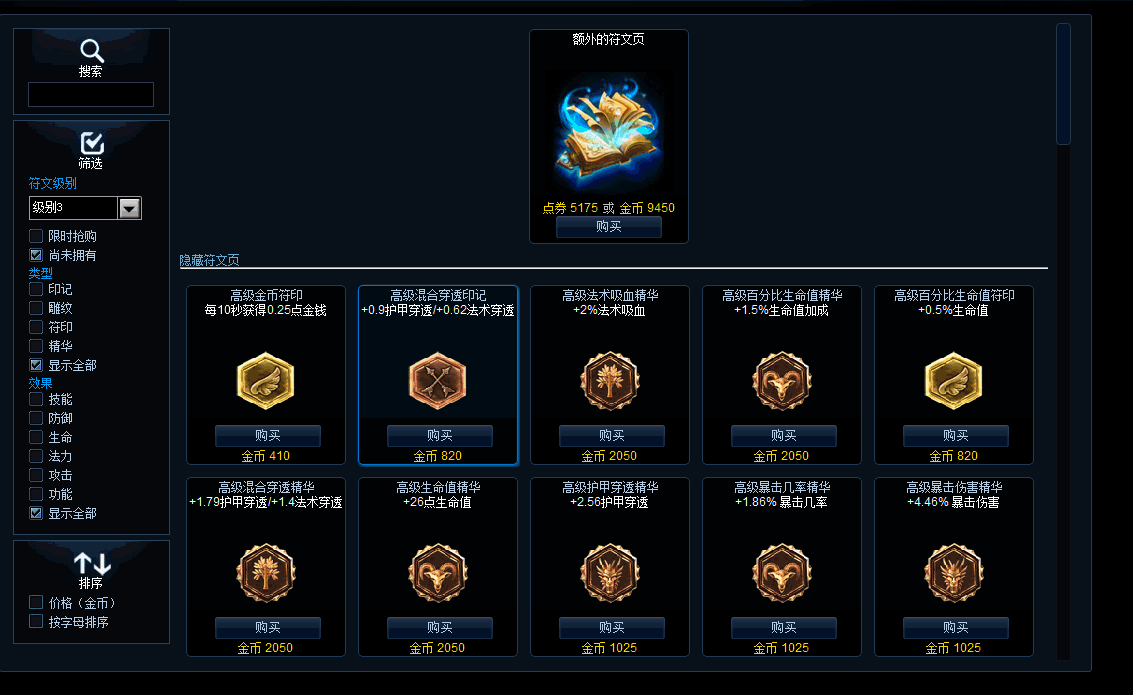 搜索
筛选
符文级别
级别3
限时抢购
尚未拥有
类型
印记
雕纹
符印
精华
显示全部
效果
技能
防御
生命
法力
攻击
功能
显示全部
排序
价格（金币）
按字母排序
额外的符文页
点券 5175 或 金币 9450
购买
隐藏符文页
高级金币符印
每10秒获得0.25点金钱
购买
金币 410
高级混合穿透印记
+0.9护甲穿透/+0.62法术穿透
购买
金币 820
高级法术吸血精华
+2%法术吸血
购买
金币 2050
高级百分比生命值精华
+1.5%生命值加成
购买
金币 2050
高级百分比生命值符印
+0.5%生命值
购买
金币 820
高级混合穿透精华
+1.79护甲穿透/+1.4法术穿透
购买
金币 2050
高级生命值精华
+26点生命值
购买
金币 2050
高级护甲穿透精华
+2.56护甲穿透
购买
金币 1025
高级暴击几率精华
+1.86% 暴击几率
购买
金币 1025
高级暴击伤害精华
+4.46% 暴击伤害
购买
金币 1025